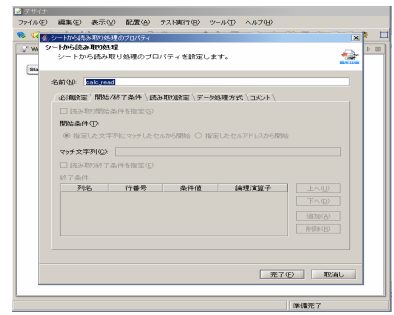 デザイナ
ファイル(F) 編集(E) 表示(V) 配置(A) テスト実行(R) ツール(T) ヘルプ(H)
シートから読み取り処理のプロパティ
シートから読み取り処理
シートから読み取り処理のプロパティを設定します。
名前(N): calc_read
必須設定 開始/終了条件 読み取り設定 データ処理方式 コメント
読み取り開始条件を指定(S)
開始条件(T):
指定した文字列にマッチしたセルから開始 指定したセルアドレスから開始
マッチ文字列(C):
読み取り終了条件を指定(E)
終了条件
列名 行番号 条件値 論理演算子
上へ(U)
下へ(D)
追加(A)
削除(R)
完了(F) 取消し
準備完了